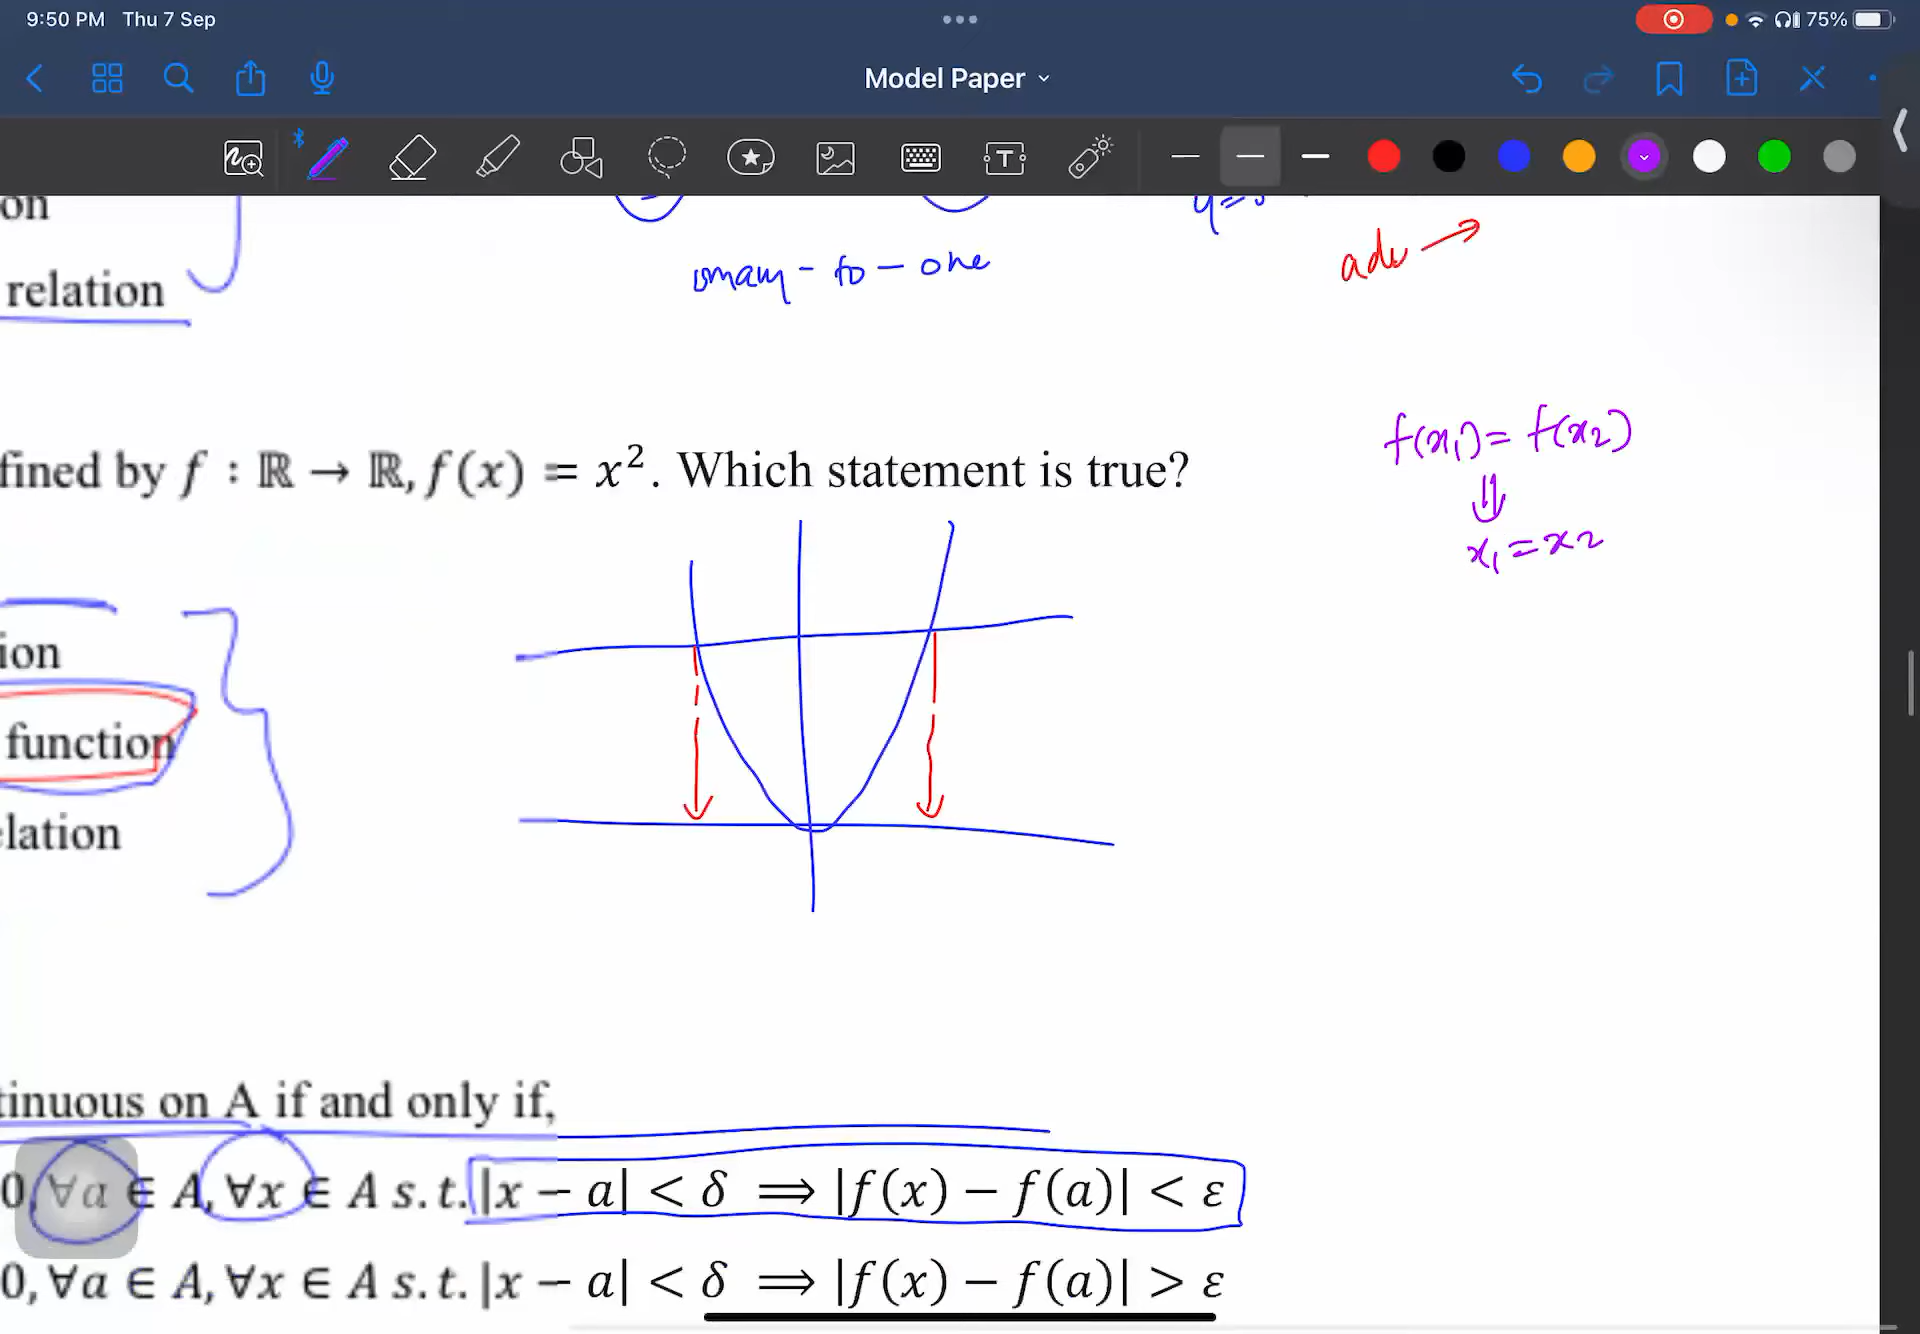 9:50 PM Thu 7 Sep
75%
Model Paper
T
on
relation
many-to-one
adv →
fined by f : ℝ → ℝ, f(x) = x². Which statement is true?
f(x₁) = f(x₂)
⇓
x₁ = x₂
ion
function
elation
tinuous on A if and only if,
0, ∀a ∈ A, ∀x ∈ A s.t. |x − a| < δ ⟹ |f(x) − f(a)| < ε
0, ∀a ∈ A, ∀x ∈ A s.t. |x − a| < δ ⟹ |f(x) − f(a)| > ε